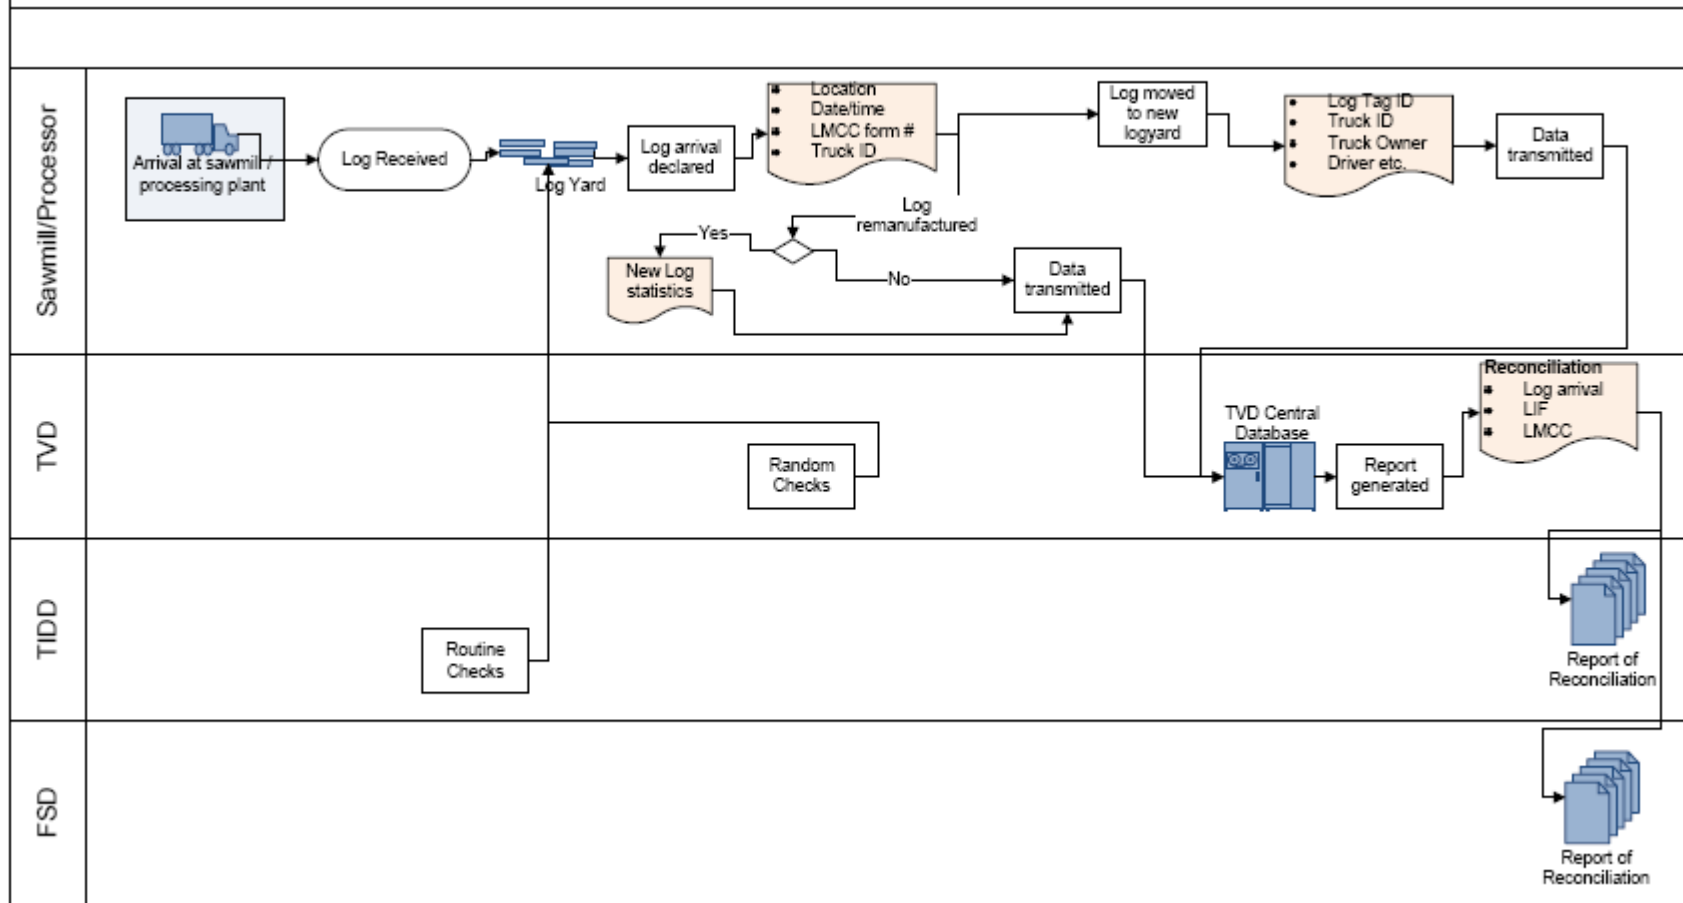 Sawmill/Processor
Arrival at sawmill /
processing plant
Log Received
Log Yard
Log arrival
declared
Location
Date/time
LMCC form #
Truck ID
Log moved
to new
logyard
Log Tag ID
Truck ID
Truck Owner
Driver etc.
Data
transmitted
Log
remanufactured
Yes
No
New Log
statistics
Data
transmitted
TVD
Random
Checks
TVD Central
Database
Report
generated
Reconciliation
Log arrival
LIF
LMCC
TIDD
Routine
Checks
Report of
Reconciliation
FSD
Report of
Reconciliation